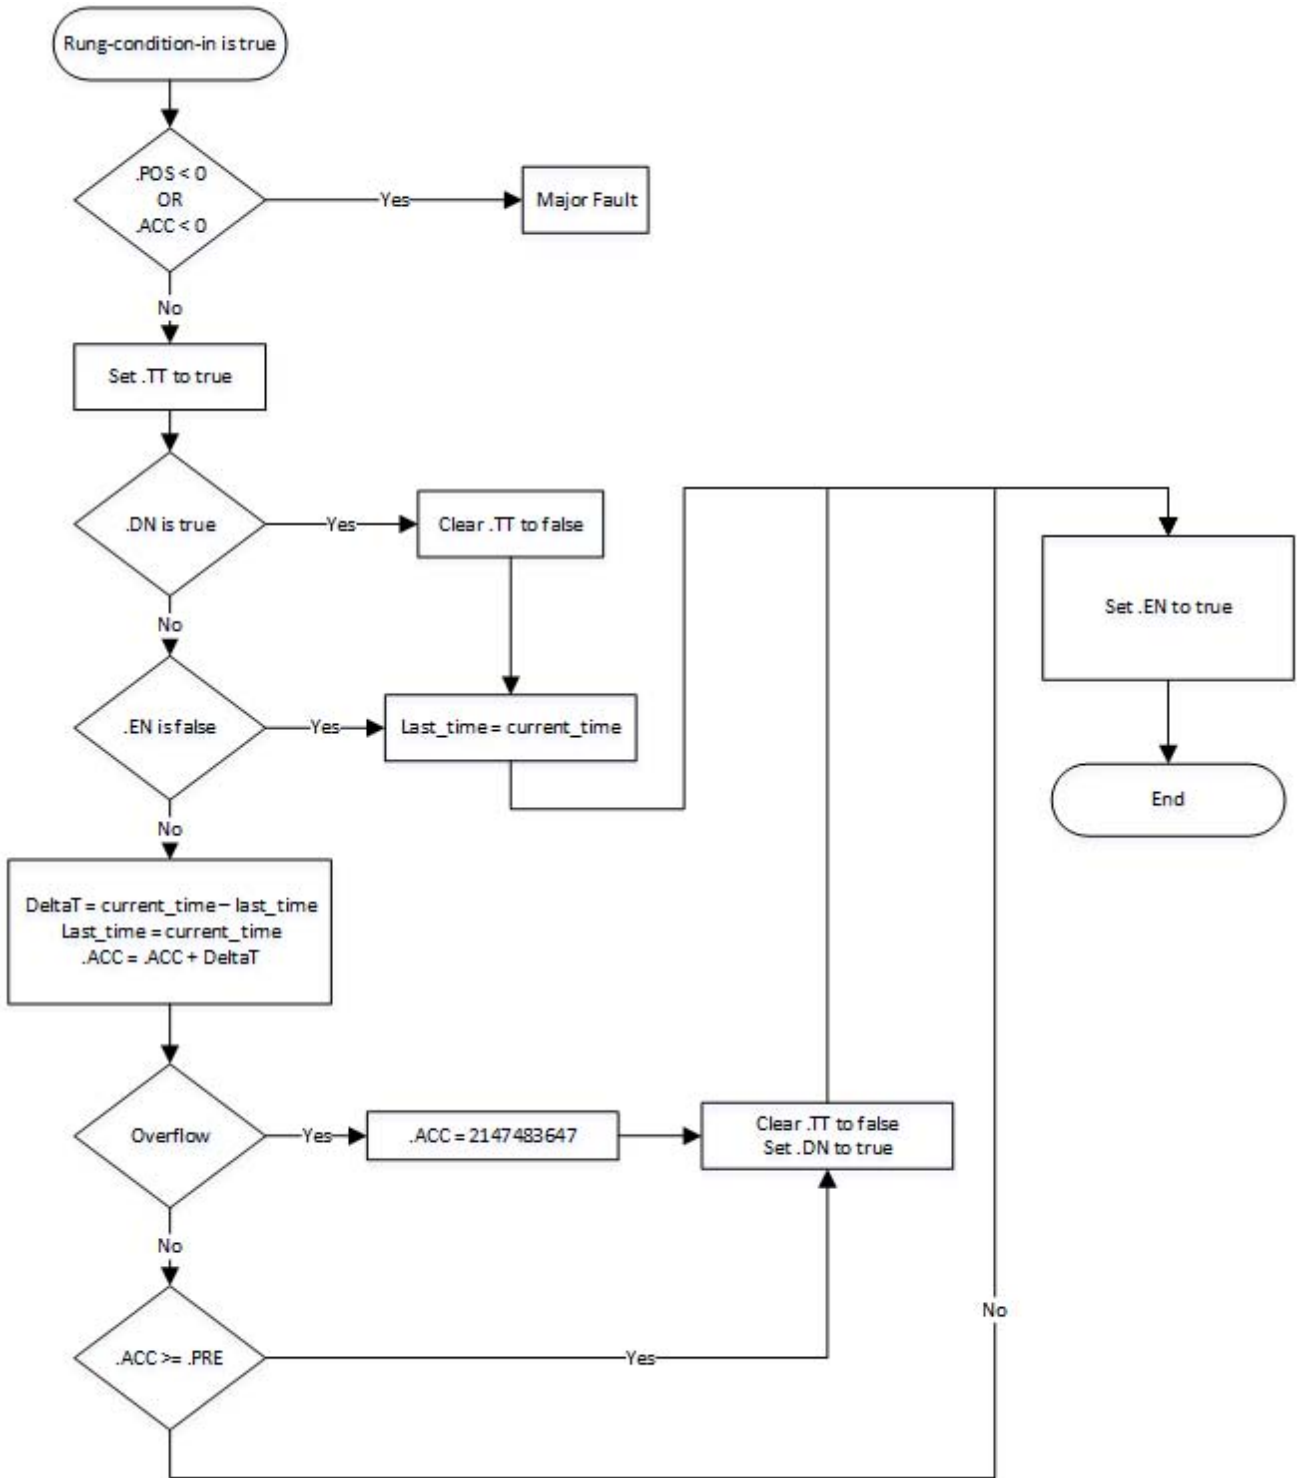 Rung-condition-in is true
.POS < 0
OR
.ACC < 0
Yes
Major Fault
No
Set .TT to true
.DN is true
Yes
Clear .TT to false
Set .EN to true
No
.EN is false
Yes
Last_time = current_time
End
No
DeltaT = current_time – last_time
Last_time = current_time
.ACC = .ACC + DeltaT
Overflow
Yes
.ACC = 2147483647
Clear .TT to false
Set .DN to true
No
.ACC >= .PRE
Yes
No